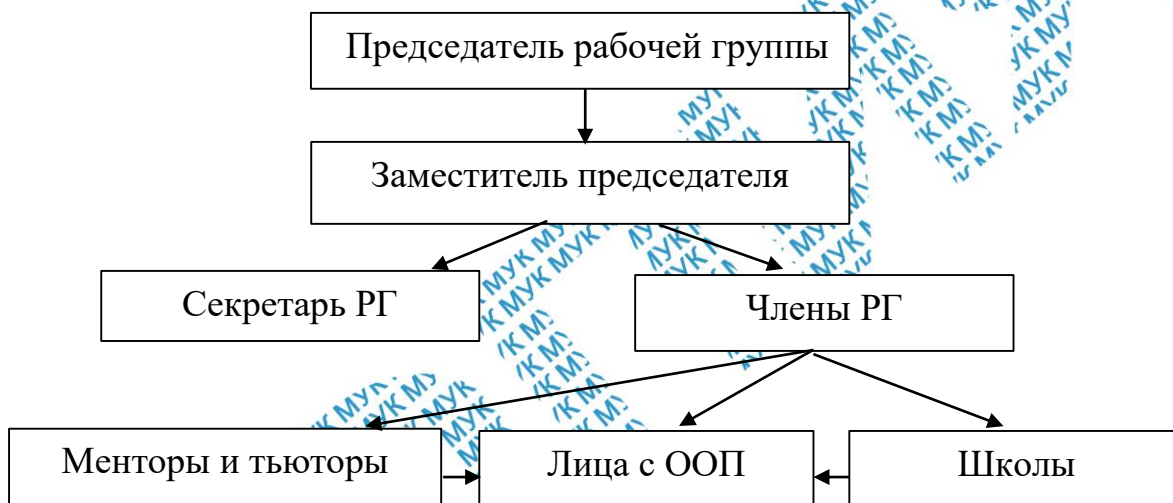 Председатель рабочей группы
Заместитель председателя
Секретарь РГ
Члены РГ
Менторы и тьюторы
Лица с ООП
Школы